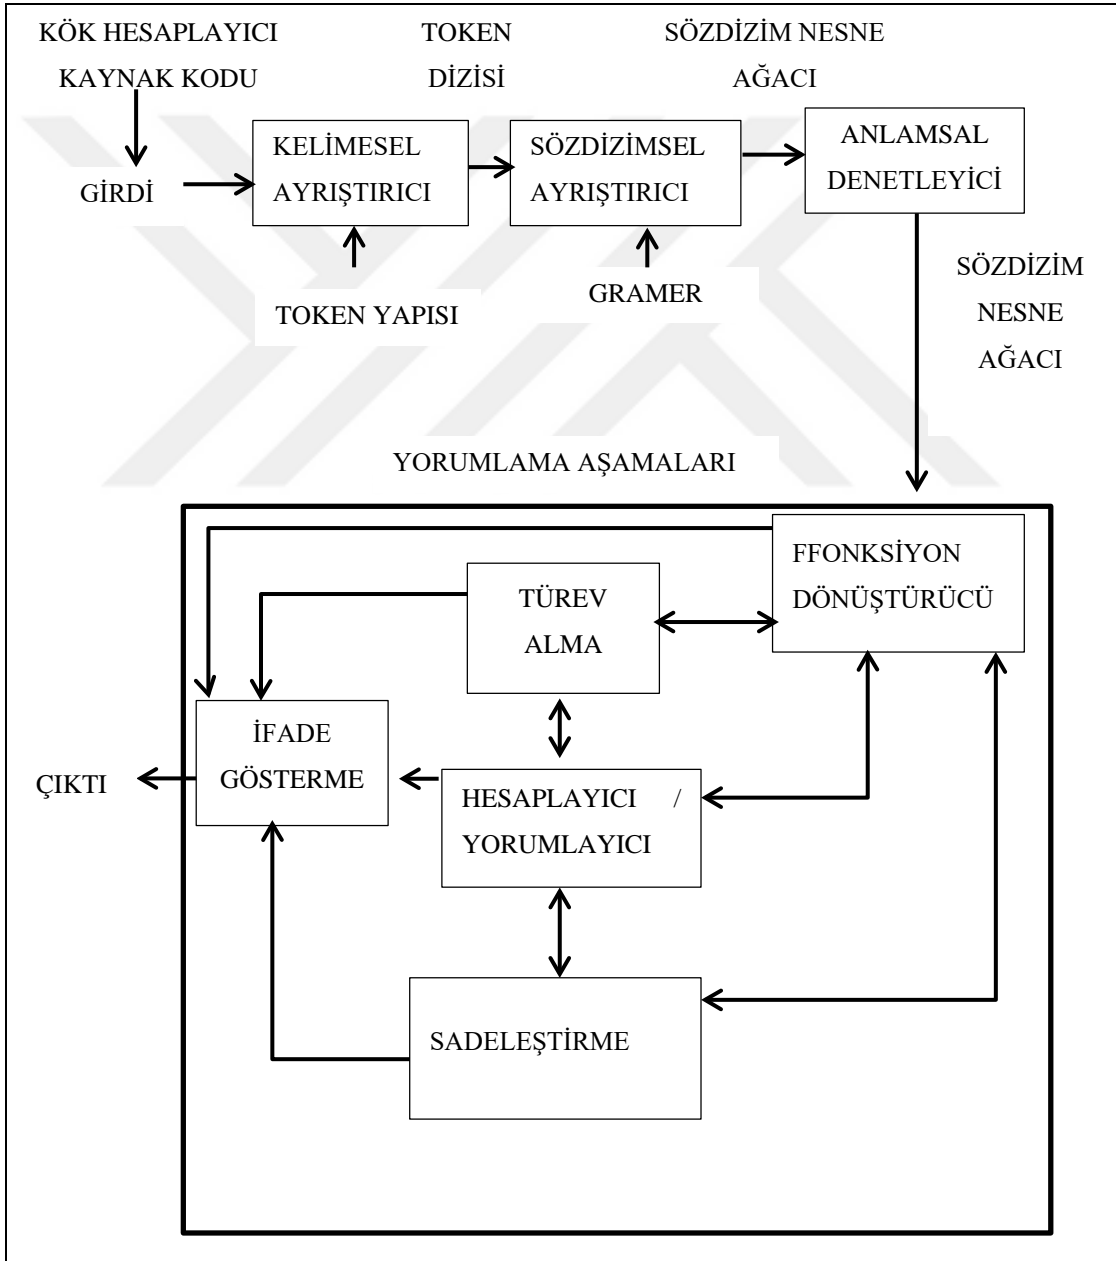 KÖK HESAPLAYICI
KAYNAK KODU
TOKEN
DİZİSİ
SÖZDİZİM NESNE
AĞACI
GİRDİ
KELİMESEL
AYRIŞTIRICI
SÖZDİZİMSEL
AYRIŞTIRICI
ANLAMSAL
DENETLEYİCİ
TOKEN YAPISI
GRAMER
SÖZDİZİM
NESNE
AĞACI
YORUMLAMA AŞAMALARI
FFONKSİYON
DÖNÜŞTÜRÜCÜ
TÜREV
ALMA
İFADE
GÖSTERME
ÇIKTI
HESAPLAYICI /
YORUMLAYICI
SADELEŞTİRME